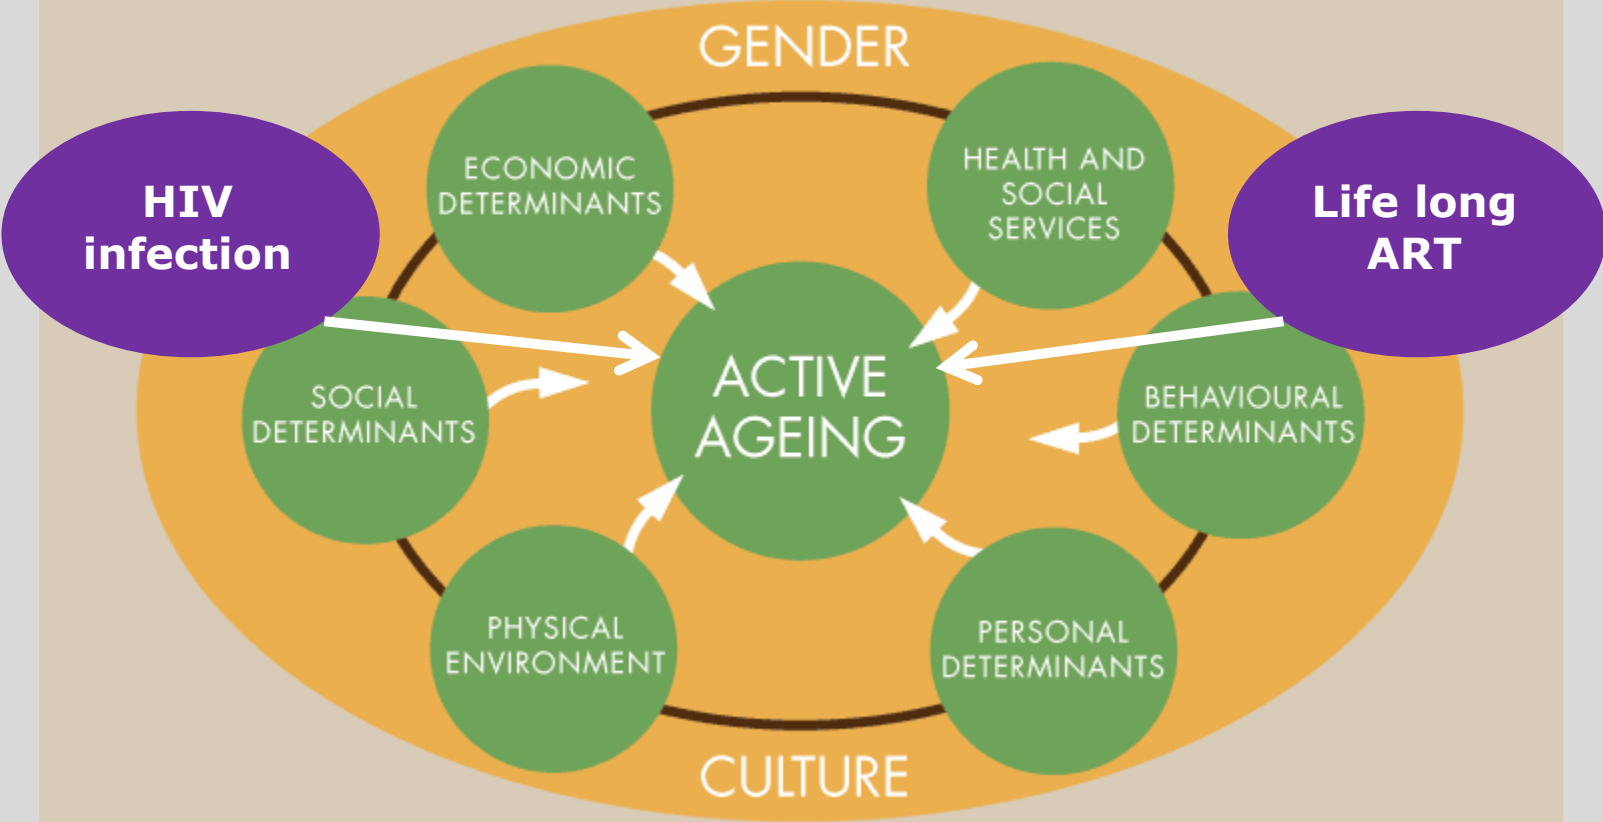 GENDER
ECONOMIC
DETERMINANTS
HEALTH AND
SOCIAL
SERVICES
HIV
infection
Life long
ART
ACTIVE
AGEING
SOCIAL
DETERMINANTS
BEHAVIOURAL
DETERMINANTS
PHYSICAL
ENVIRONMENT
PERSONAL
DETERMINANTS
CULTURE